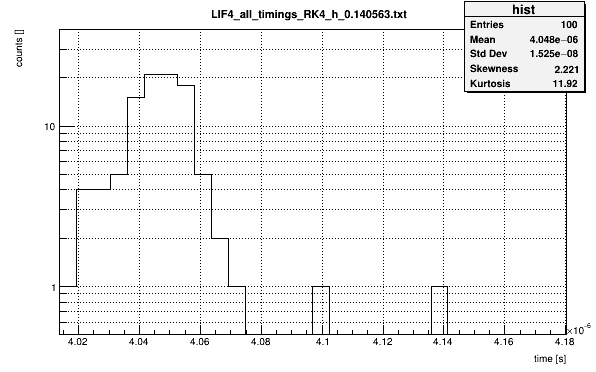 LIF4_all_timings_RK4_h_0.140563.txt
hist
Entries 100
Mean 4.048e−06
Std Dev 1.525e−08
Skewness 2.221
Kurtosis 11.92
counts []
10
1
4.02 4.04 4.06 4.08 4.1 4.12 4.14 4.16 4.18
×10−6
time [s]